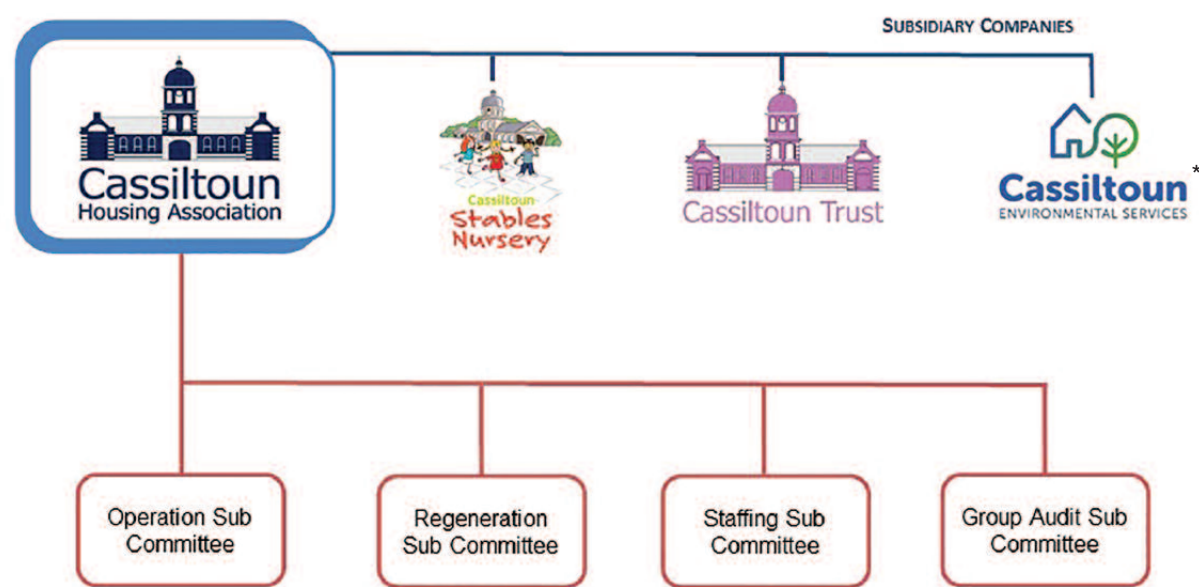 SUBSIDIARY COMPANIES
Cassiltoun
Housing Association
Cassiltoun
Stables
Nursery
Cassiltoun Trust
Cassiltoun*
ENVIRONMENTAL SERVICES
Operation Sub
Committee
Regeneration
Sub Committee
Staffing Sub
Committee
Group Audit Sub
Committee